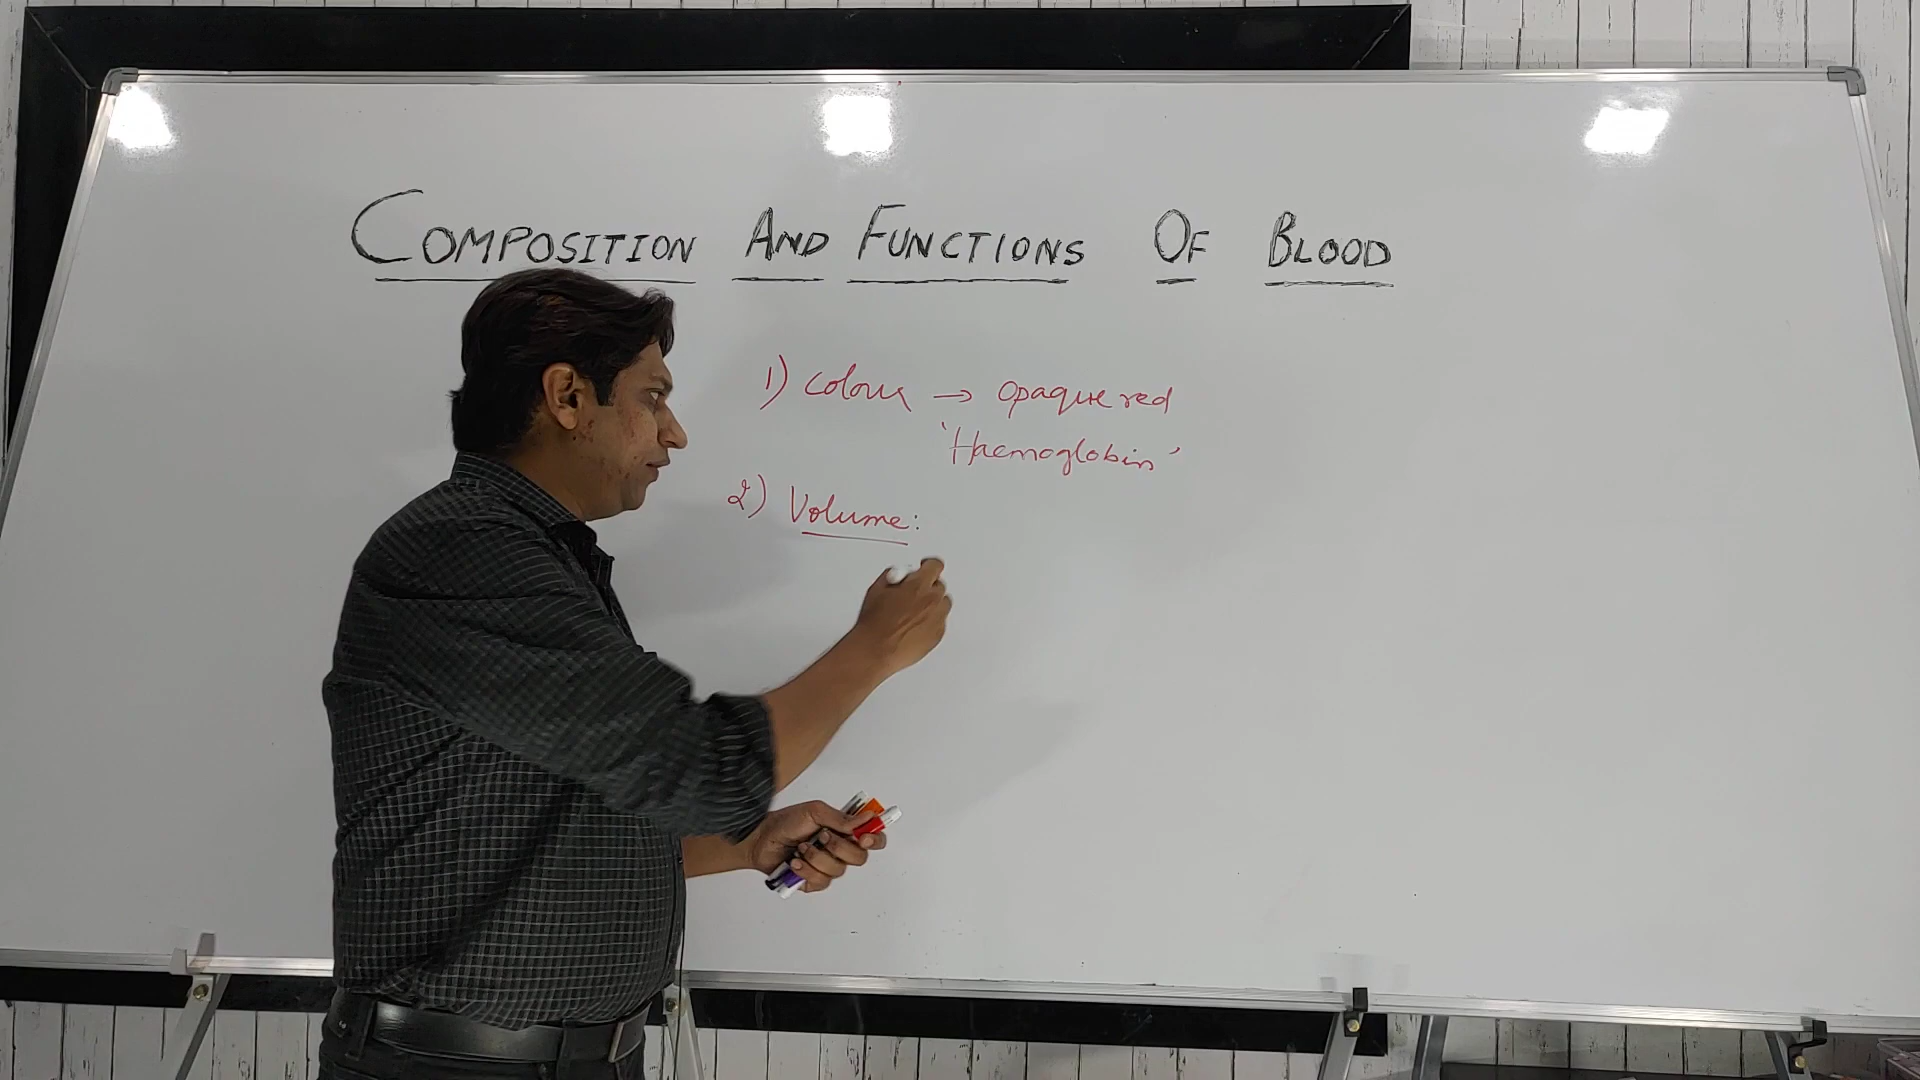 COMPOSITION AND FUNCTIONS OF BLOOD
1) Colour → Opaque red
'Haemoglobin'
2) Volume: